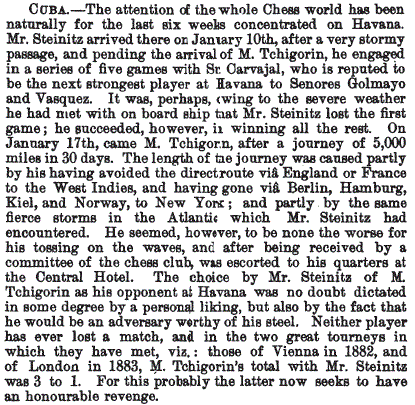 CUBA.—The attention of the whole Chess world has been
naturally for the last six weeks concentrated on Havana.
Mr. Steinitz arrived there on January 10th, after a very stormy
passage, and pending the arrival of M. Tchigorin, he engaged
in a series of five games with Sr. Carvajal, who is reputed to
be the next strongest player at Havana to Senores Golmayo
and Vasquez. It was, perhaps, owing to the severe weather
he had met with on board ship that Mr. Steinitz lost the first
game; he succeeded, however, in winning all the rest. On
January 17th, came M. Tchigorin, after a journey of 5,000
miles in 30 days. The length of the journey was caused partly
by his having avoided the direct route viâ England or France
to the West Indies, and having gone viâ Berlin, Hamburg,
Kiel, and Norway, to New York; and partly by the same
fierce storms in the Atlantic which Mr. Steinitz had
encountered. He seemed, however, to be none the worse for
his tossing on the waves, and after being received by a
committee of the chess club, was escorted to his quarters at
the Central Hotel. The choice by Mr. Steinitz of M.
Tchigorin as his opponent at Havana was no doubt dictated
in some degree by a personal liking, but also by the fact that
he would be an adversary worthy of his steel. Neither player
has ever lost a match, and in the two great tourneys in
which they have met, viz.: those of Vienna in 1882, and
of London in 1883, M. Tchigorin's total with Mr. Steinitz
was 3 to 1. For this probably the latter now seeks to have
an honourable revenge.